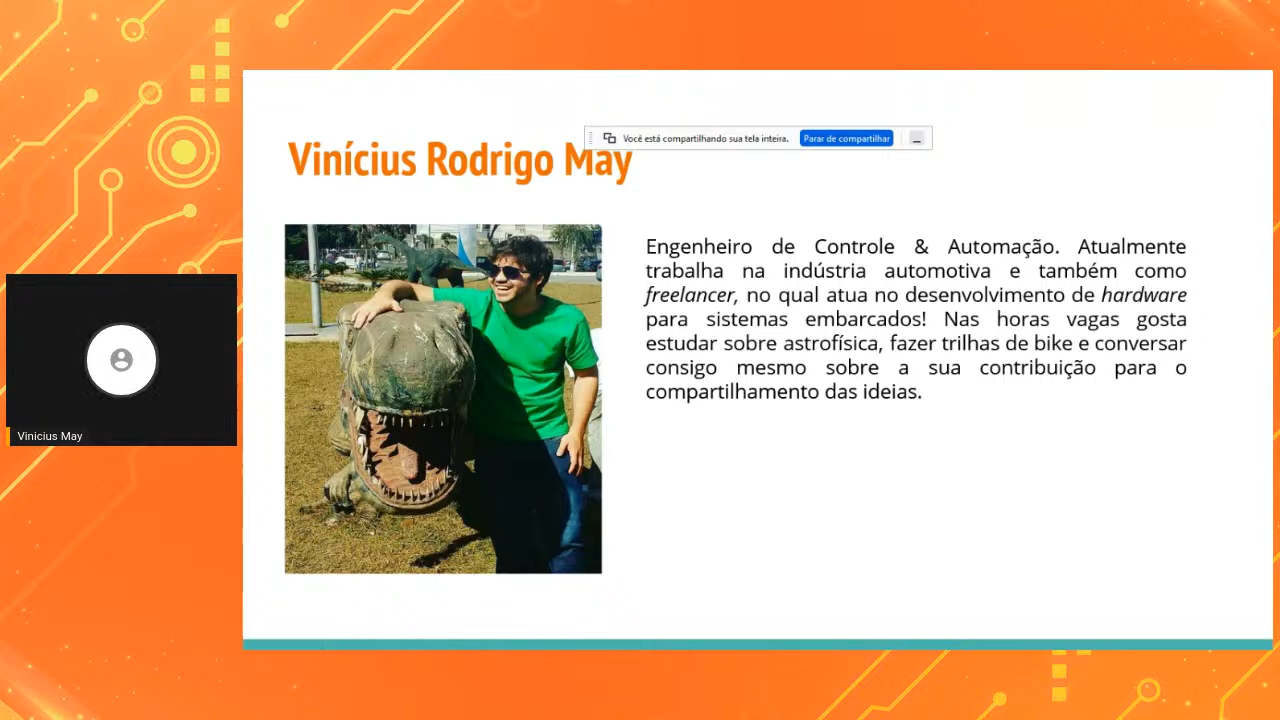 Você está compartilhando sua tela inteira. Parar de compartilhar
Vinícius Rodrigo May
Engenheiro de Controle & Automação. Atualmente
trabalha na indústria automotiva e também como
freelancer, no qual atua no desenvolvimento de hardware
para sistemas embarcados! Nas horas vagas gosta
estudar sobre astrofísica, fazer trilhas de bike e conversar
consigo mesmo sobre a sua contribuição para o
compartilhamento das ideias.
Vinicius May